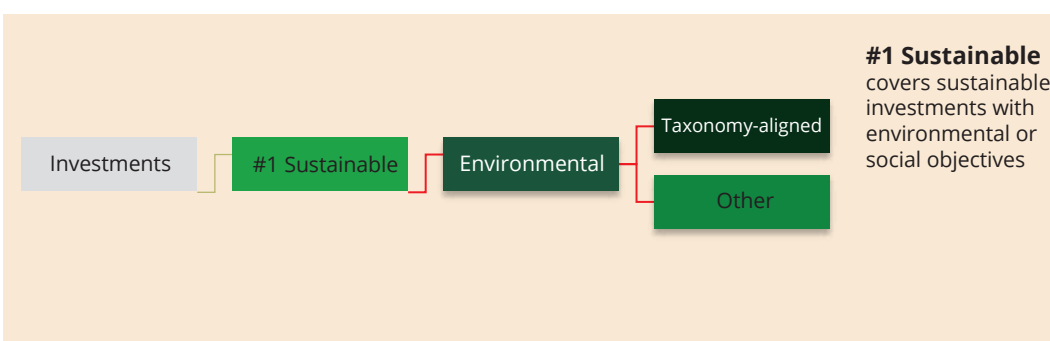 Investments
#1 Sustainable
Environmental
Taxonomy-aligned
Other
#1 Sustainable
covers sustainable
investments with
environmental or
social objectives